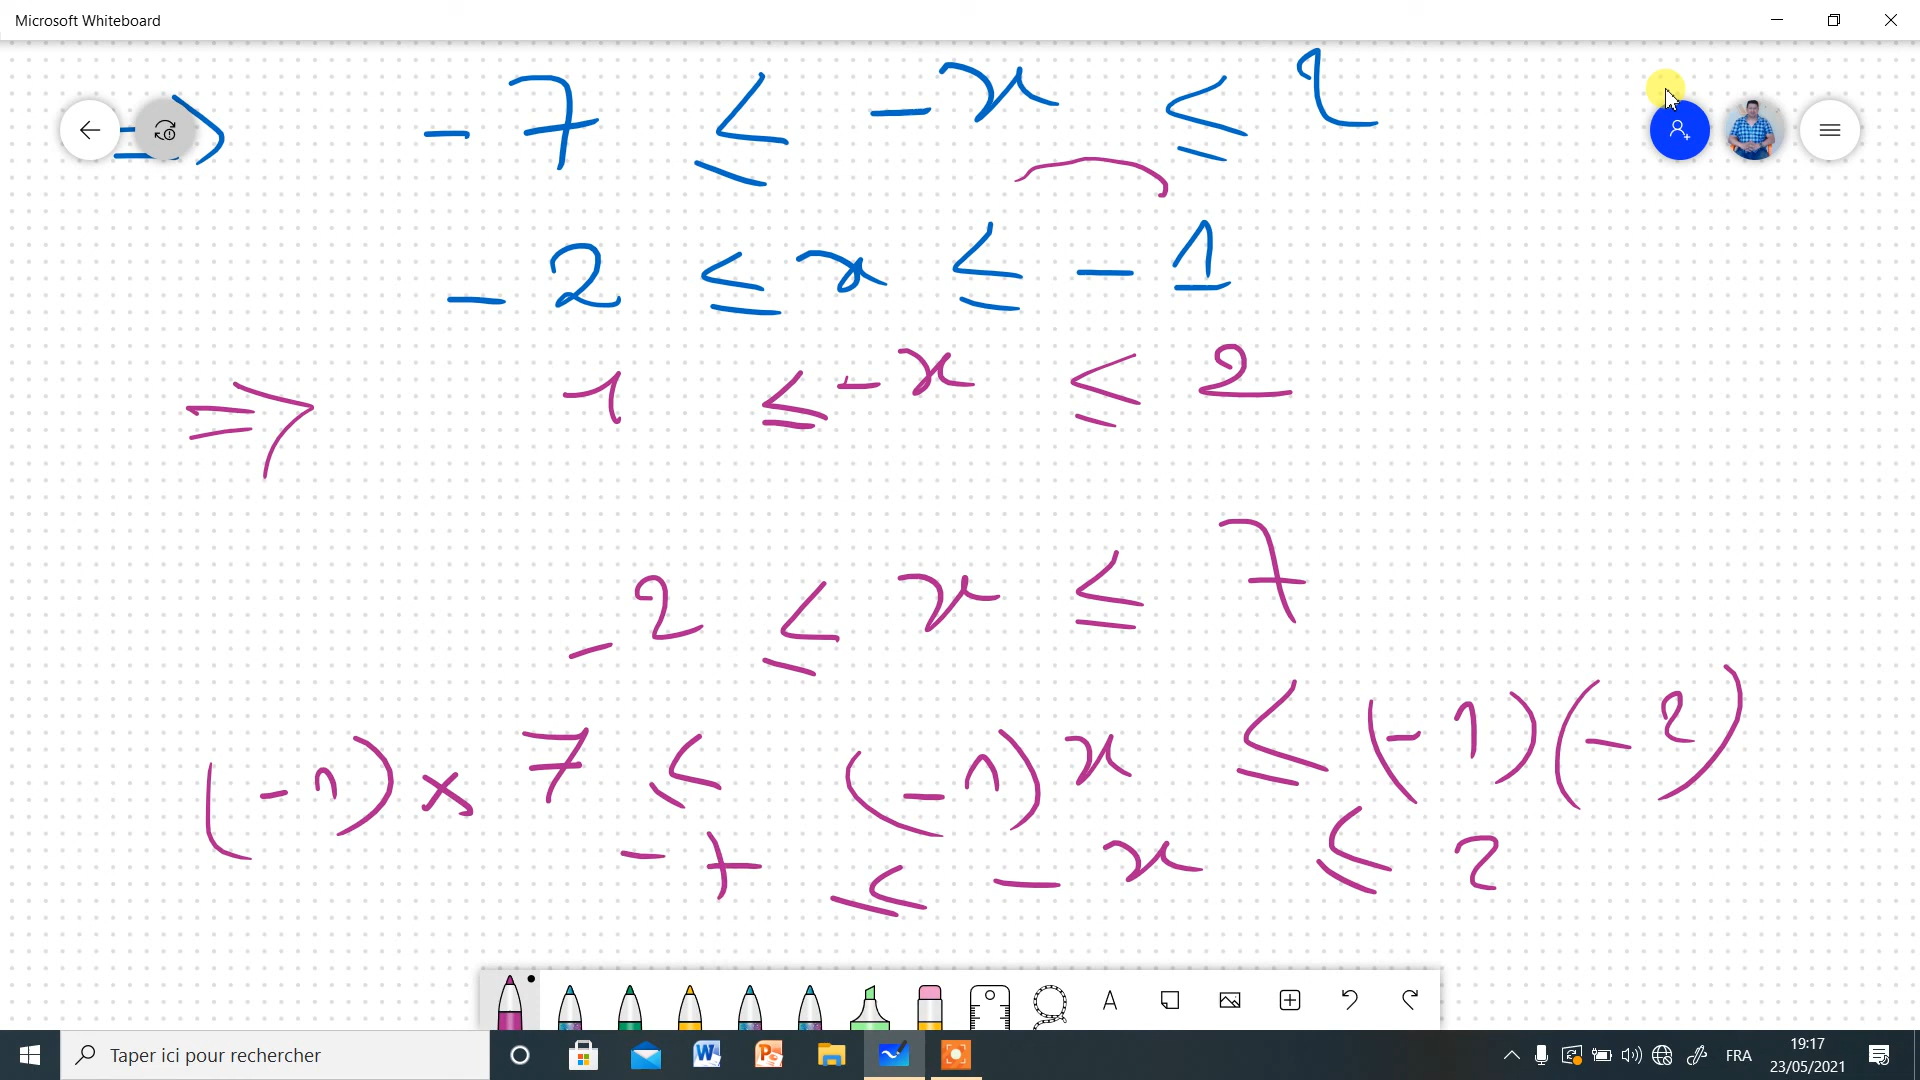 Microsoft Whiteboard
⇒ -7 ≤ -x ≤ 2
-2 ≤ x ≤ -1
⇒ 1 ≤ -x ≤ 2
-2 ≤ x ≤ 7
(-1) × 7 ≤ (-1)x ≤ (-1)(-2)
-7 ≤ -x ≤ 2
Taper ici pour rechercher
FRA
19:17
23/05/2021